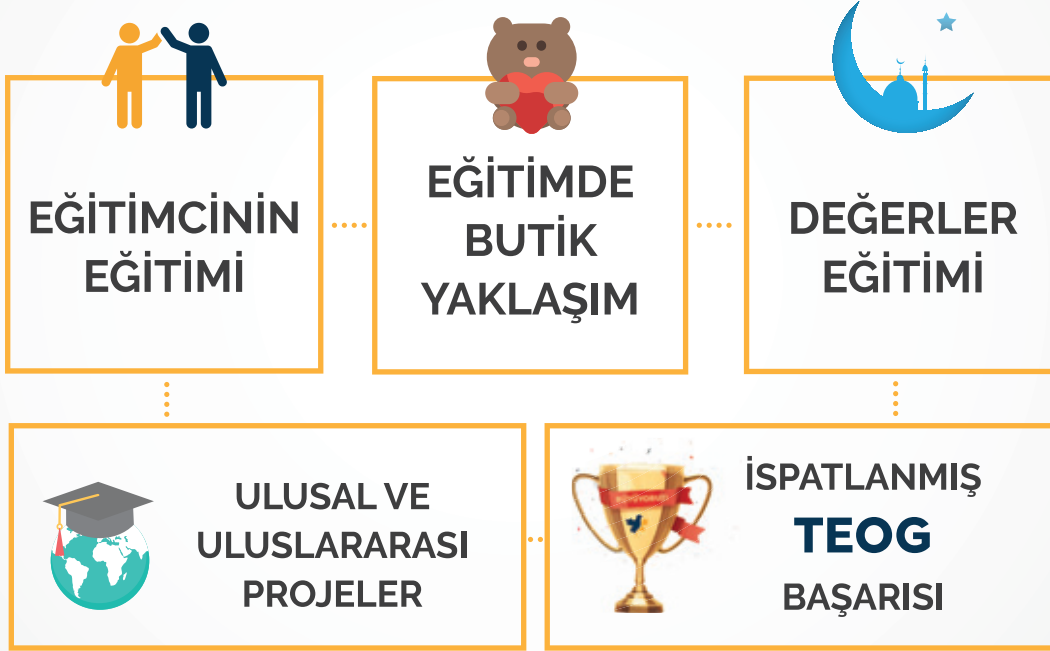 EĞİTİMCİNİN
EĞİTİMİ
EĞİTİMDE
BUTİK
YAKLAŞIM
DEĞERLER
EĞİTİMİ
ULUSAL VE
ULUSLARARASI
PROJELER
İSPATLANMIŞ
TEOG
BAŞARISI